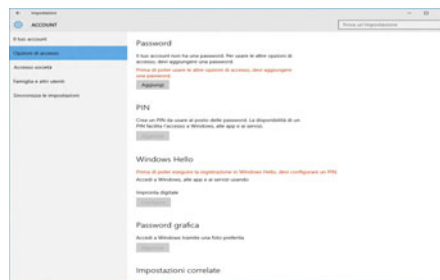 Impostazioni
ACCOUNT
Trova un'impostazione
Il tuo account
Opzioni di accesso
Accesso società
Famiglia e altri utenti
Sincronizza le impostazioni
Password
Il tuo account non ha una password. Per usare le altre opzioni di
accesso, devi aggiungere una password.
Prima di poter usare le altre opzioni di accesso, devi aggiungere
una password.
Aggiungi
PIN
Crea un PIN da usare al posto delle password. La disponibilità di un
PIN facilita l'accesso a Windows, alle app e ai servizi.
Windows Hello
Prima di poter eseguire la registrazione in Windows Hello, devi configurare un PIN.
Accedi a Windows, alle app e ai servizi usando
Impronta digitale
Password grafica
Accedi a Windows tramite una foto preferita
Impostazioni correlate